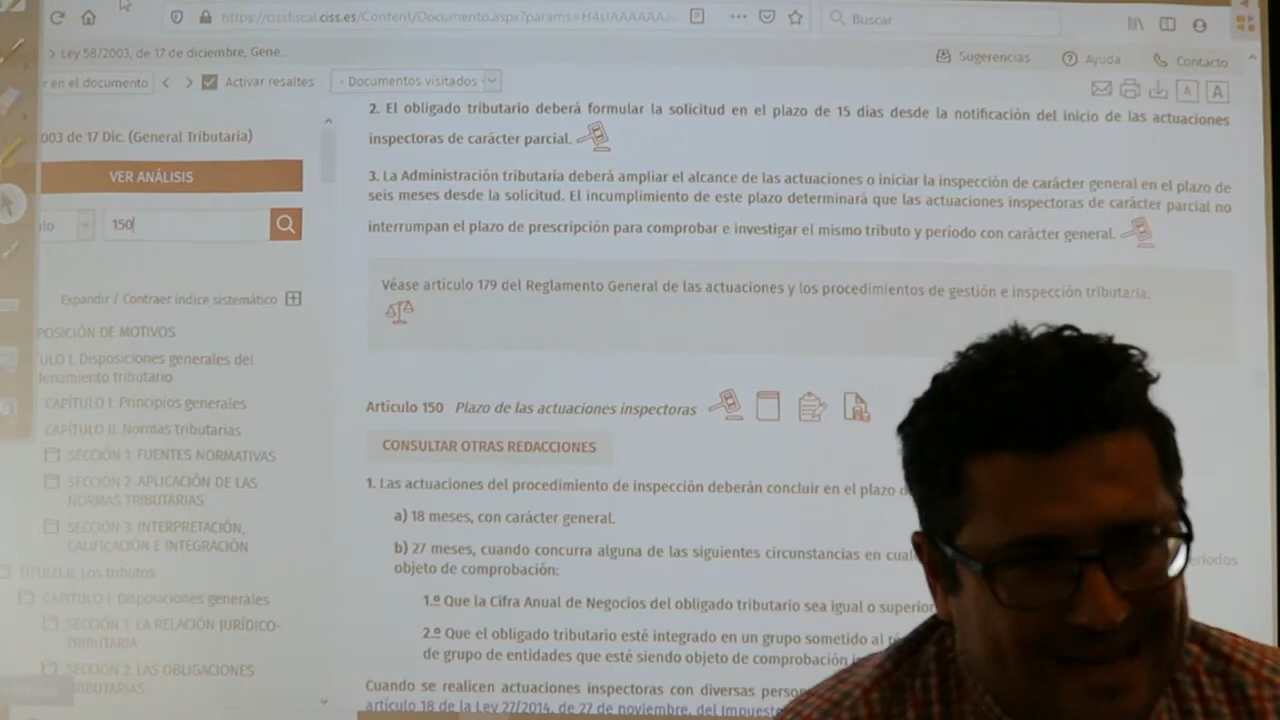 https://ossfiscal.ciss.es/Content/Documento.aspx?params=H4sIAAAAAAA
Buscar
> Ley 58/2003, de 17 de diciembre, Gene...
Sugerencias
Ayuda
Contacto
r en el documento
Activar resaltes
- Documentos visitados
A
A
003 de 17 Dic. (General Tributaria)
VER ANÁLISIS
150
Expandir / Contraer índice sistemático
POSICIÓN DE MOTIVOS
ULO I. Disposiciones generales del
denamiento tributario
CAPÍTULO I. Principios generales
CAPÍTULO II. Normas tributarias
SECCIÓN 1. FUENTES NORMATIVAS
SECCIÓN 2. APLICACIÓN DE LAS
NORMAS TRIBUTARIAS
SECCIÓN 3. INTERPRETACIÓN,
CALIFICACIÓN E INTEGRACIÓN
TÍTULO II. Los tributos
CAPÍTULO I. Disposiciones generales
SECCIÓN 1. LA RELACIÓN JURÍDICO-
TRIBUTARIA
SECCIÓN 2. LAS OBLIGACIONES
TRIBUTARIAS
2. El obligado tributario deberá formular la solicitud en el plazo de 15 días desde la notificación del inicio de las actuaciones
inspectoras de carácter parcial.
3. La Administración tributaria deberá ampliar el alcance de las actuaciones o iniciar la inspección de carácter general en el plazo de
seis meses desde la solicitud. El incumplimiento de este plazo determinará que las actuaciones inspectoras de carácter parcial no
interrumpan el plazo de prescripción para comprobar e investigar el mismo tributo y período con carácter general.
Véase artículo 179 del Reglamento General de las actuaciones y los procedimientos de gestión e inspección tributaria.
Artículo 150 Plazo de las actuaciones inspectoras
CONSULTAR OTRAS REDACCIONES
1. Las actuaciones del procedimiento de inspección deberán concluir en el plazo
a) 18 meses, con carácter general.
b) 27 meses, cuando concurra alguna de las siguientes circunstancias en
periodos
objeto de comprobación:
1.º Que la Cifra Anual de Negocios del obligado tributario sea igual o superior
2.º Que el obligado tributario esté integrado en un grupo sometido al
de grupo de entidades que esté siendo objeto de comprobación
Cuando se realicen actuaciones inspectoras con diversas
artículo 18 de la Ley 27/2014, de 27 de noviembre, del Impuesto